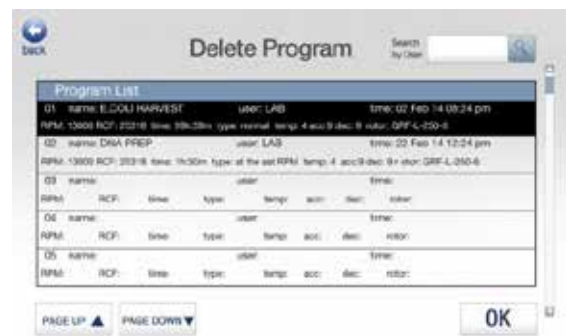 back
Delete Program
Search
by User
Program List
01 name: E.COLI HARVEST user: LAB time: 02 Feb 14 08:24 pm
RPM: 13000 RCF: 20318 time: type: normal temp: 4 acc: 9 dec: 9 rotor: GRF-L-250-6
02 name: DNA PREP user: LAB time: 22 Feb 14 12:24 pm
RPM: 13000 RCF: 20318 time: 1h:30m type: at the set RPM temp: 4 acc: 9 dec: 9 rotor: GRF-L-250-6
03 name: user: time:
RPM: RCF: time: type: temp: acc: dec: rotor:
04 name: user: time:
RPM: RCF: time: type: temp: acc: dec: rotor:
05 name: user: time:
RPM: RCF: time: type: temp: acc: dec: rotor:
PAGE UP PAGE DOWN OK